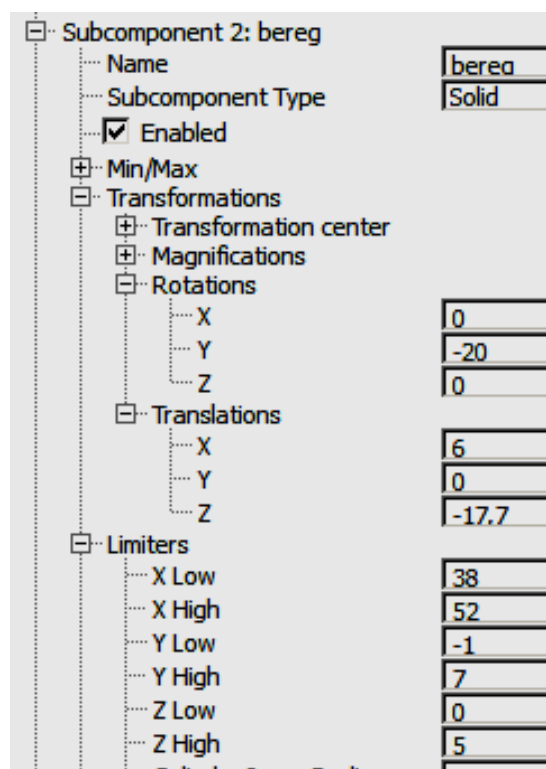 Subcomponent 2: bereg
Name bereg
Subcomponent Type Solid
Enabled
Min/Max
Transformations
Transformation center
Magnifications
Rotations
X 0
Y -20
Z 0
Translations
X 6
Y 0
Z -17,7
Limiters
X Low 38
X High 52
Y Low -1
Y High 7
Z Low 0
Z High 5